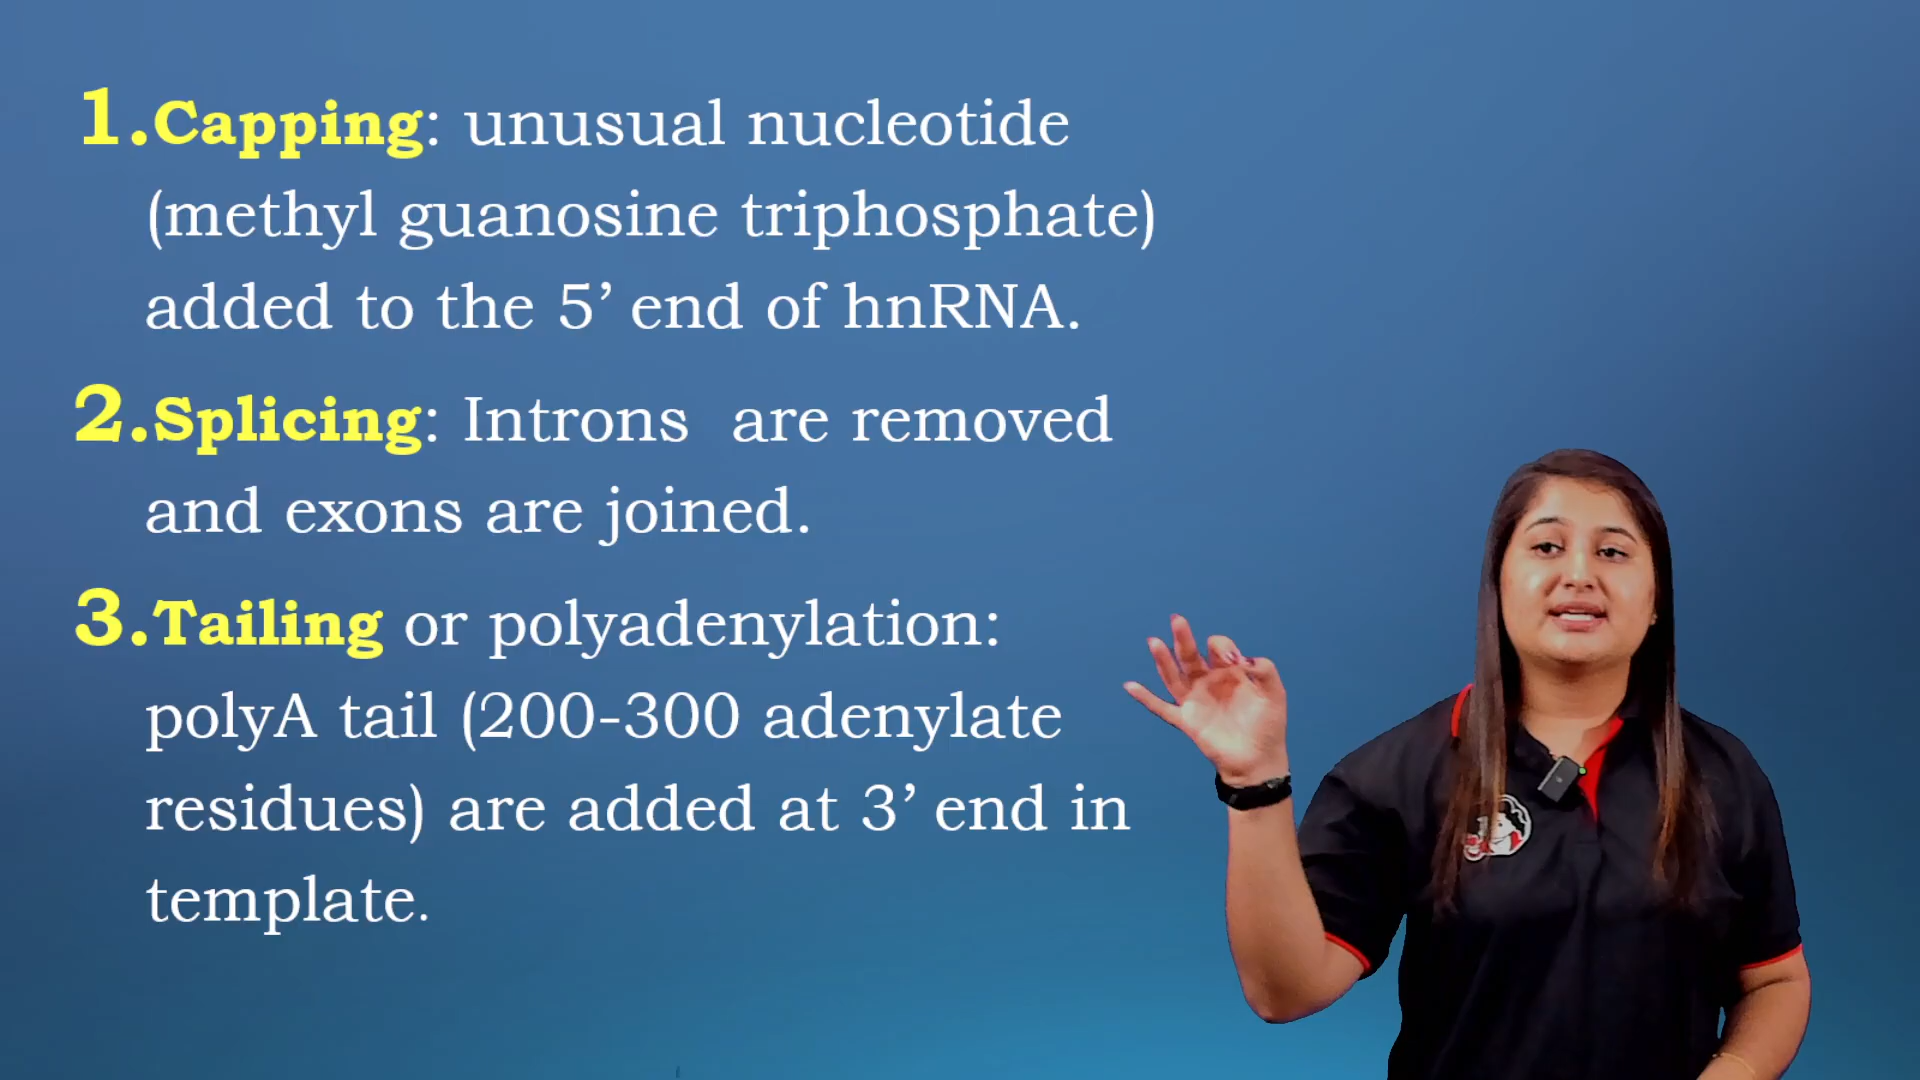 1.Capping: unusual nucleotide
(methyl guanosine triphosphate)
added to the 5’ end of hnRNA.
2.Splicing: Introns  are removed
and exons are joined.
3.Tailing or polyadenylation:
polyA tail (200-300 adenylate
residues) are added at 3’ end in
template.